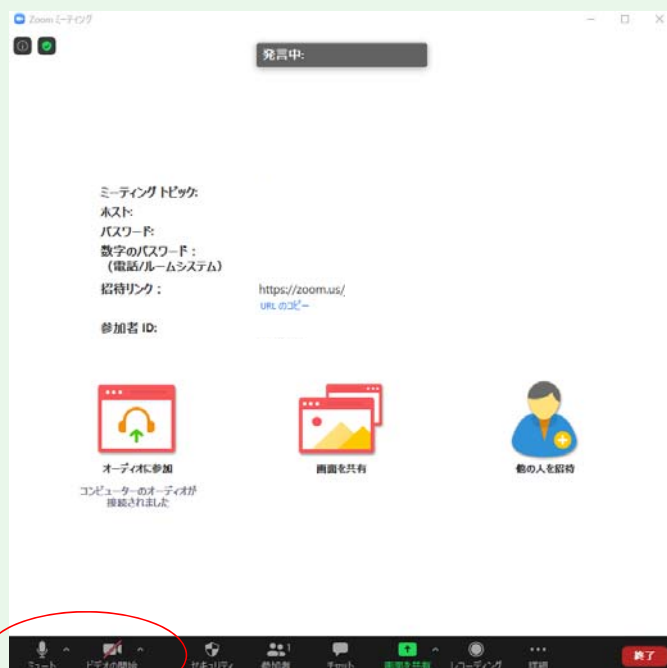 Zoom ミーティング
発言中:
ミーティング トピック:
ホスト:
パスワード:
数字のパスワード：
（電話/ルームシステム）
招待リンク：
https://zoom.us/
URL のコピー
参加者 ID:
オーディオに参加
画面を共有
他の人を招待
コンピューターのオーディオが
接続されました
ミュート
ビデオの開始
セキュリティ
1
参加者
チャット
画面を共有
レコーディング
詳細
終了